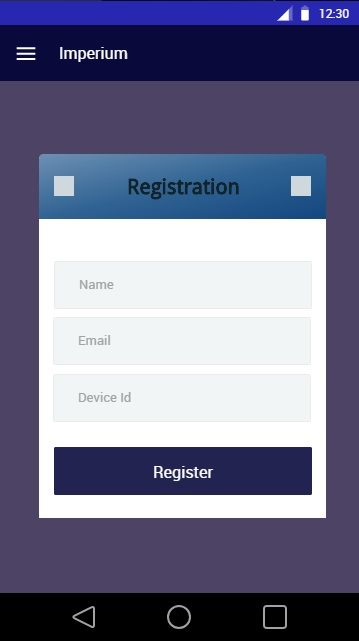 12:30
Imperium
Registration
Name
Email
Device Id
Register